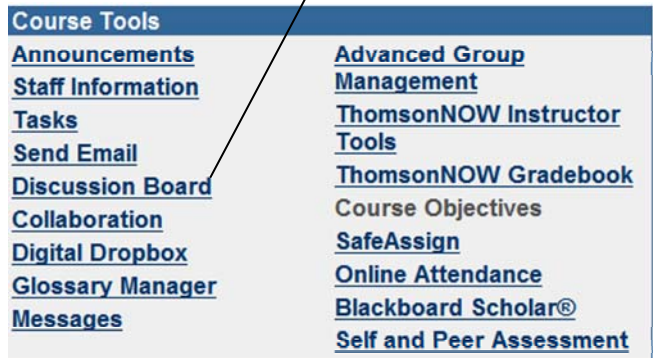 Course Tools
Announcements
Staff Information
Tasks
Send Email
Discussion Board
Collaboration
Digital Dropbox
Glossary Manager
Messages
Advanced Group
Management
ThomsonNOW Instructor
Tools
ThomsonNOW Gradebook
Course Objectives
SafeAssign
Online Attendance
Blackboard Scholar®
Self and Peer Assessment